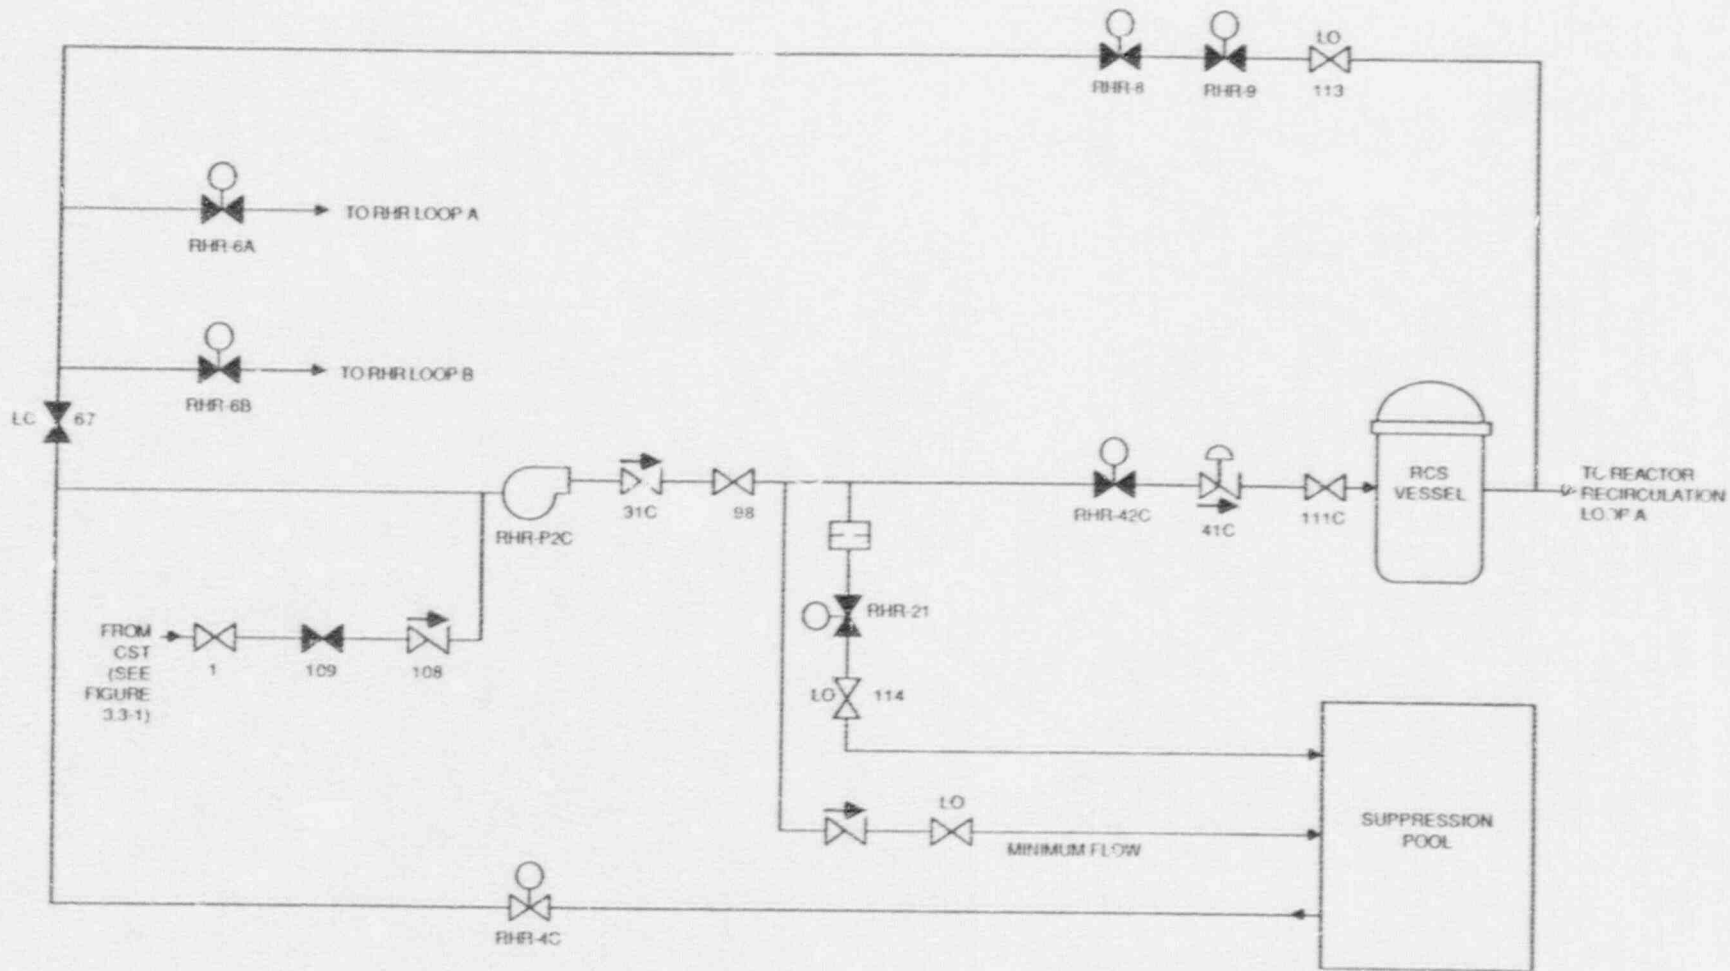 LO
RHR-8
RHR-9
113
TO RHR LOOP A
RHR-6A
TO RHR LOOP B
RHR-6B
LC
67
RCS
VESSEL
TO REACTOR
RECIRCULATION
LOOP A
31C
98
RHR-P2C
RHR-42C
41C
111C
RHR-21
FROM
CST
(SEE
FIGURE
3.3-1)
1
109
108
LO
114
LO
MINIMUM FLOW
SUPPRESSION
POOL
RHR-4C